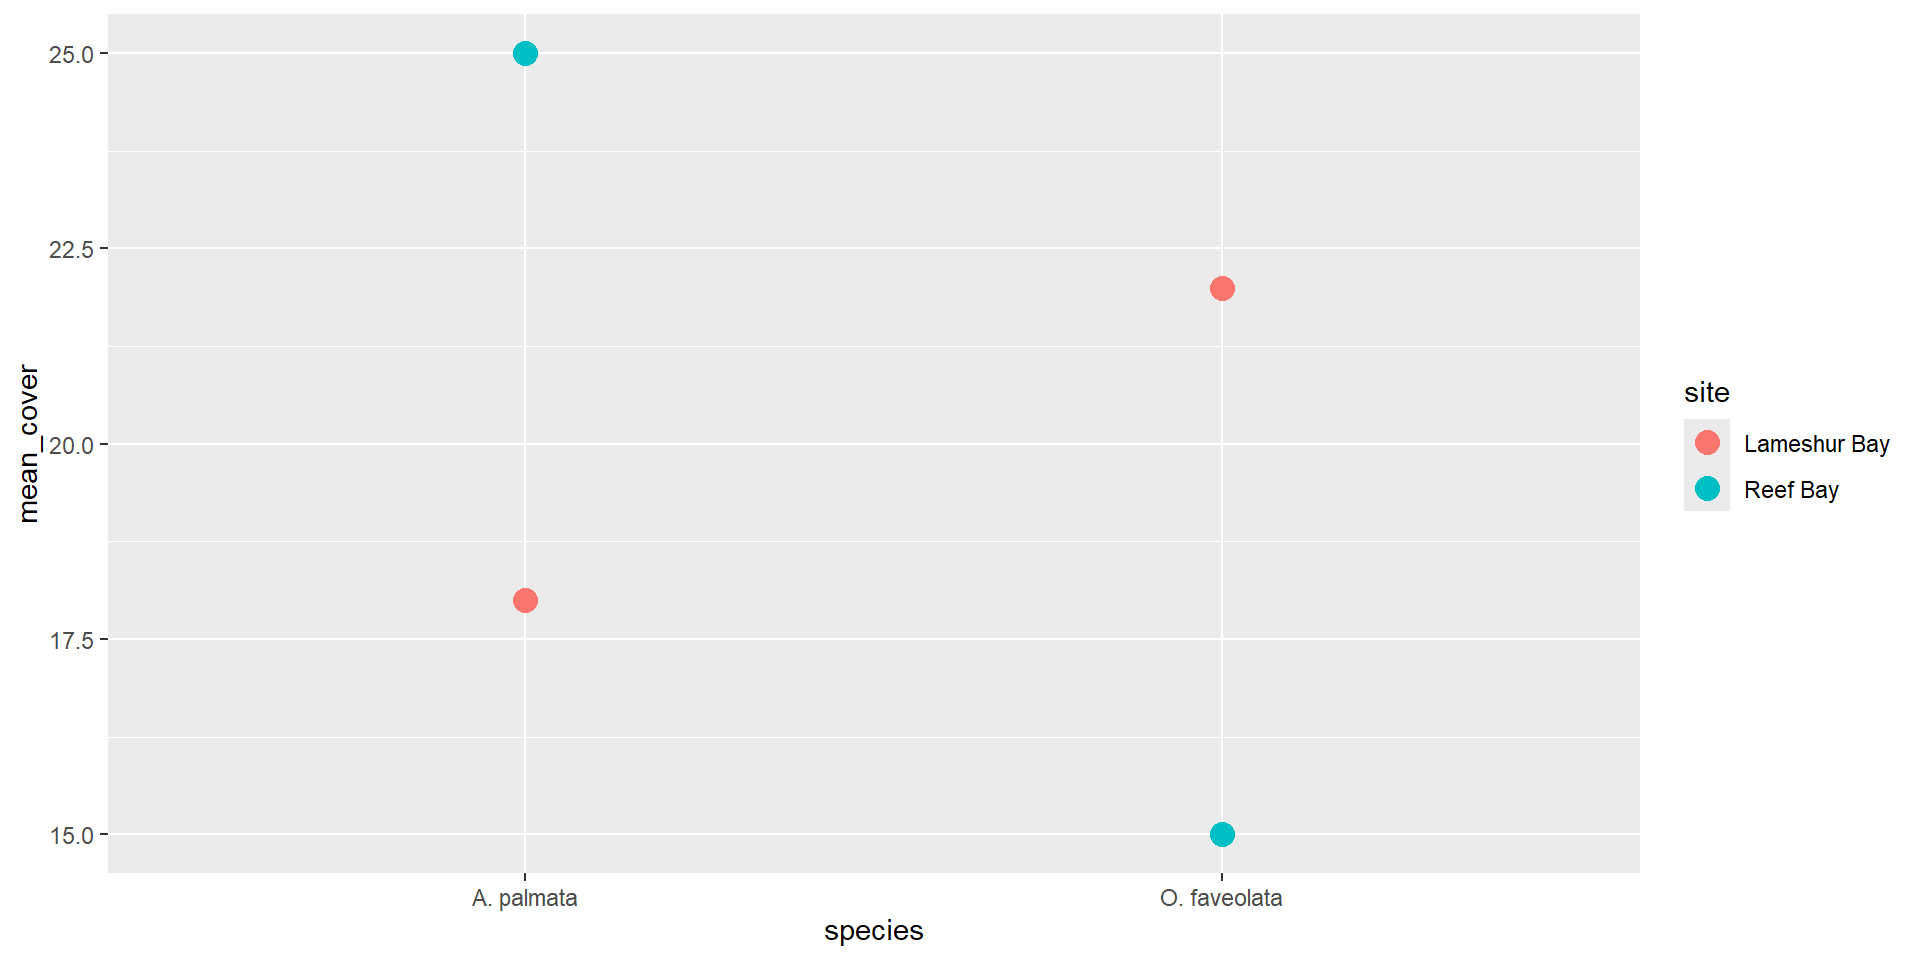 mean_cover
25.0
22.5
20.0
17.5
15.0
A. palmata
O. faveolata
species
site
Lameshur Bay
Reef Bay